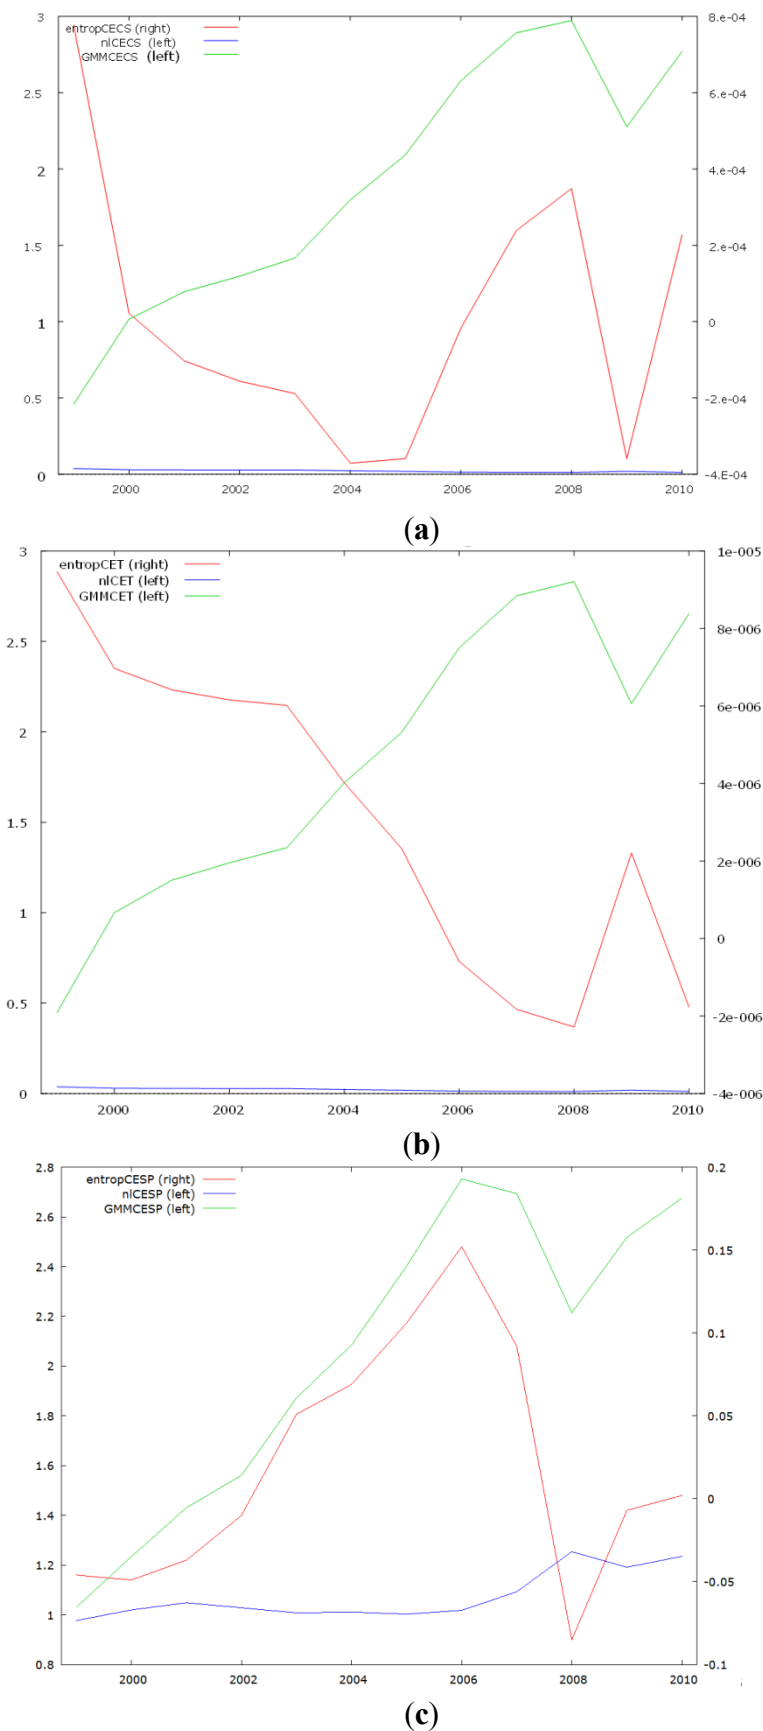 3
8.e-04
entropCECS (right)
nlCECS (left)
GMMCECS (left)
2.5
6.e-04
2
4.e-04
1.5
2.e-04
1
0
0.5
-2.e-04
0
-4.e-04
2000
2002
2004
2006
2008
2010
(a)
3
1e-005
entropCET (right)
nlCET (left)
GMMCET (left)
8e-006
2.5
6e-006
2
4e-006
1.5
2e-006
1
0
0.5
-2e-006
0
-4e-006
2000
2002
2004
2006
2008
2010
(b)
2.8
0.2
entropCESP (right)
nlCESP (left)
GMMCESP (left)
2.6
0.15
2.4
2.2
0.1
2
1.8
0.05
1.6
0
1.4
1.2
-0.05
1
0.8
-0.1
2000
2002
2004
2006
2008
2010
(c)